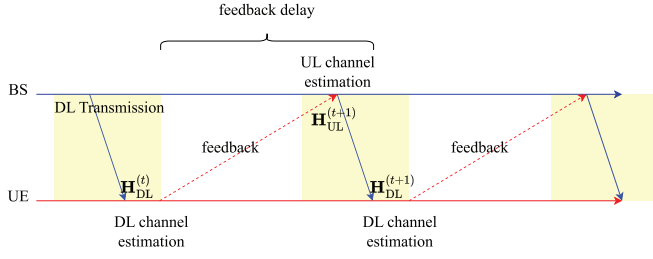 feedback delay
UL channel
estimation
BS
DL Transmission
H_UL^(t+1)
feedback
feedback
H_DL^(t)
H_DL^(t+1)
UE
DL channel
estimation
DL channel
estimation